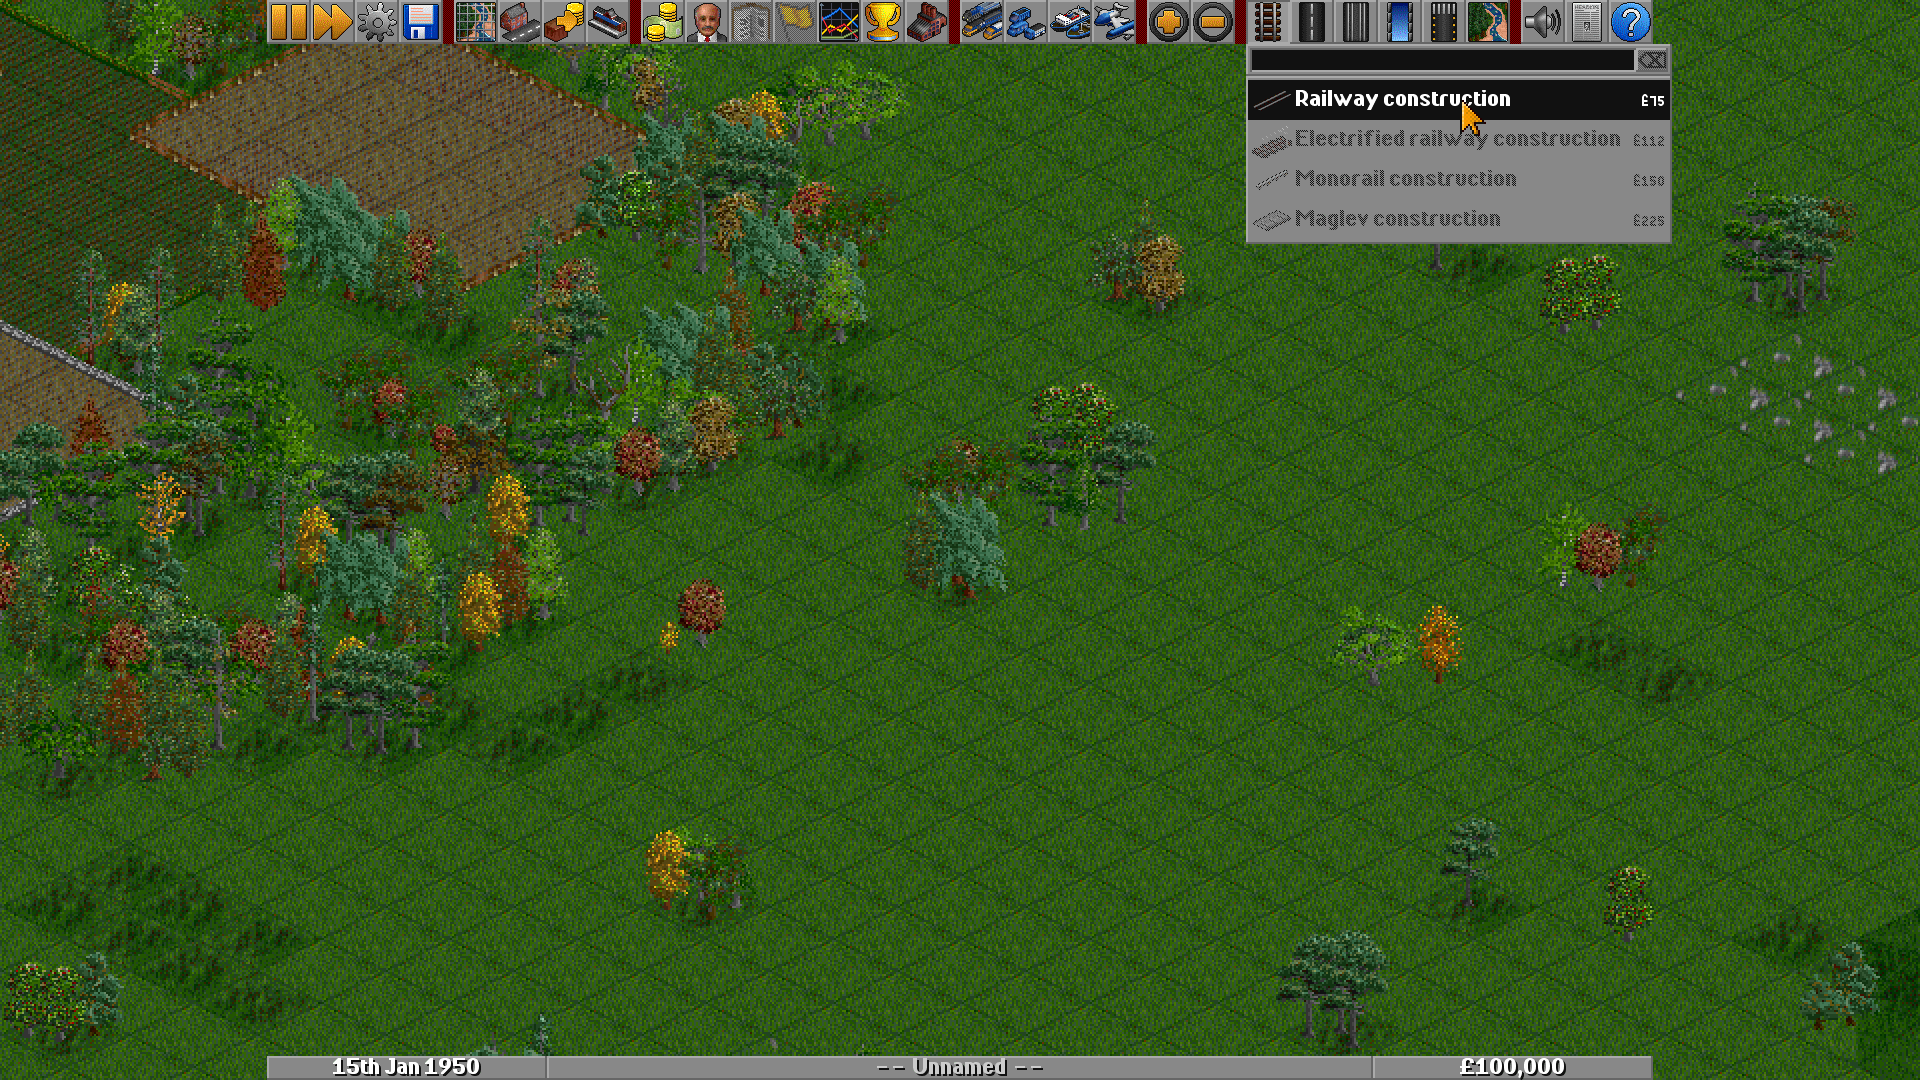 Railway construction £75
Electrified railway construction £112
Monorail construction £150
Maglev construction £225
15th Jan 1950
-- Unnamed --
£100,000